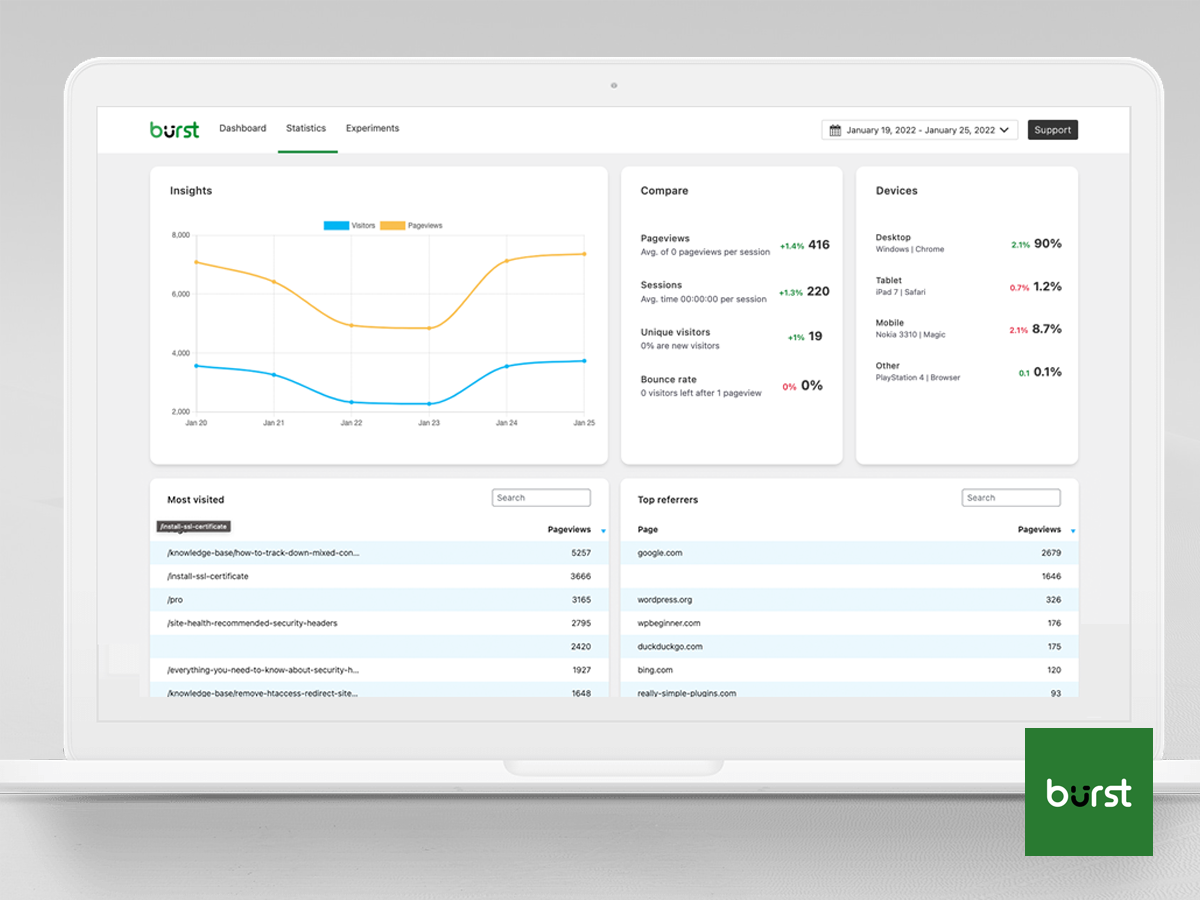 bürst
Dashboard
Statistics
Experiments
January 19, 2022 - January 25, 2022
Support
Insights
Visitors
Pageviews
8,000
6,000
4,000
2,000
Jan 20
Jan 21
Jan 22
Jan 23
Jan 24
Jan 25
Compare
Pageviews
Avg. of 0 pageviews per session
+1.4% 416
Sessions
Avg. time 00:00:00 per session
+1.3% 220
Unique visitors
0% are new visitors
+1% 19
Bounce rate
0 visitors left after 1 pageview
0% 0%
Devices
Desktop
Windows | Chrome
2.1% 90%
Tablet
iPad 7 | Safari
0.7% 1.2%
Mobile
Nokia 3310 | Magic
2.1% 8.7%
Other
PlayStation 4 | Browser
0.1 0.1%
Most visited
Search
/install-ssl-certificate
Pageviews
/knowledge-base/how-to-track-down-mixed-con... 5257
/install-ssl-certificate 3666
/pro 3165
/site-health-recommended-security-headers 2795
2420
/everything-you-need-to-know-about-security-h... 1927
/knowledge-base/remove-htaccess-redirect-site... 1648
Top referrers
Search
Page Pageviews
google.com 2679
1646
wordpress.org 326
wpbeginner.com 176
duckduckgo.com 175
bing.com 120
really-simple-plugins.com 93
bürst